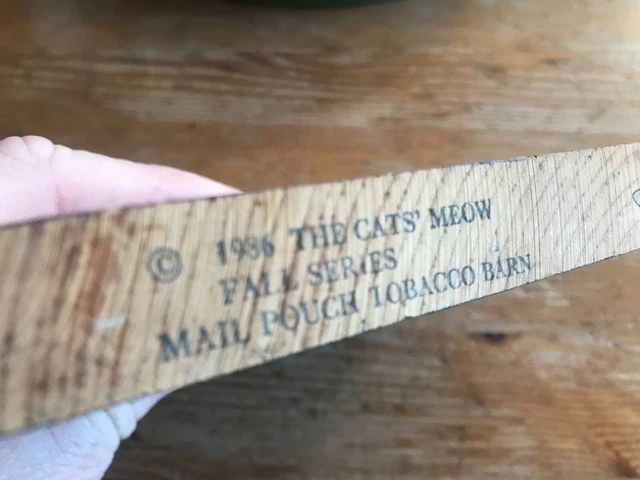 © 1986 THE CATS' MEOW
FALL SERIES
MAIL POUCH TOBACCO BARN